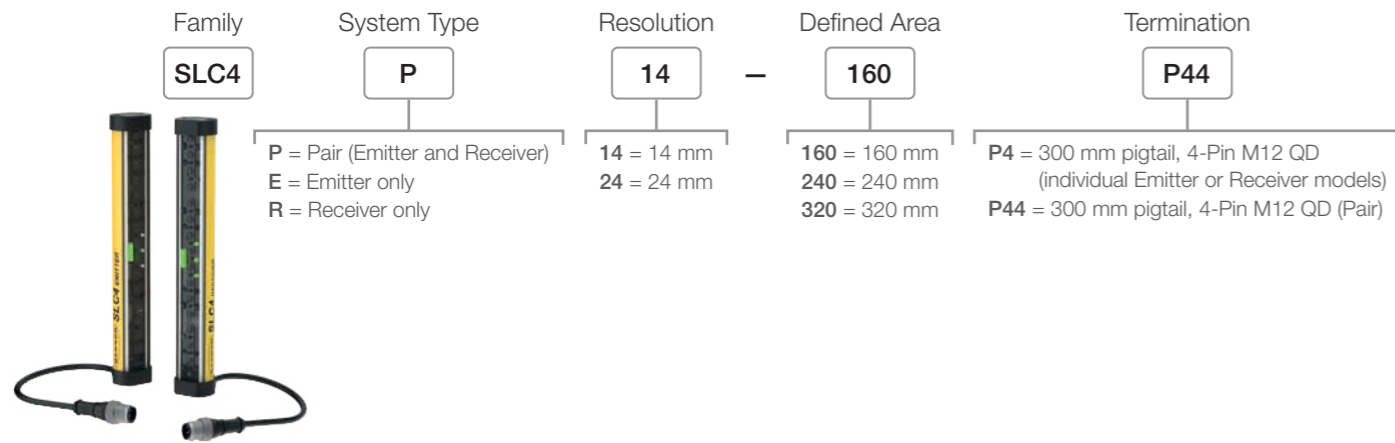 Family System Type Resolution Defined Area Termination
SLC4 P 14 – 160 P44
P = Pair (Emitter and Receiver) 14 = 14 mm 160 = 160 mm P4 = 300 mm pigtail, 4-Pin M12 QD
E = Emitter only 24 = 24 mm 240 = 240 mm (individual Emitter or Receiver models)
R = Receiver only 320 = 320 mm P44 = 300 mm pigtail, 4-Pin M12 QD (Pair)
SLC4 EMITTER
SLC4 RECEIVER